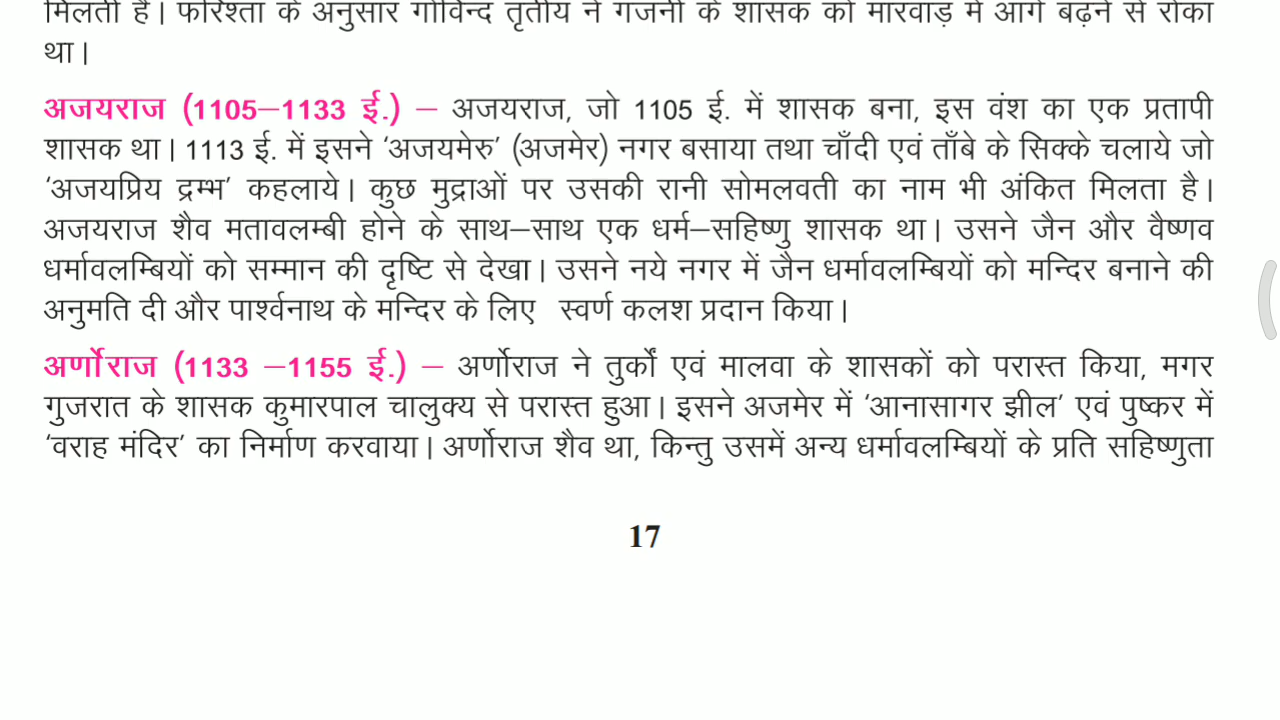 मिलती है। फरिश्ता के अनुसार गोविन्द तृतीय ने गजनी के शासक को मारवाड़ में आगे बढ़ने से रोका
था।
अजयराज (1105–1133 ई.) – अजयराज, जो 1105 ई. में शासक बना, इस वंश का एक प्रतापी
शासक था। 1113 ई. में इसने ‘अजयमेरु’ (अजमेर) नगर बसाया तथा चाँदी एवं ताँबे के सिक्के चलाये जो
‘अजयप्रिय द्रम्भ’ कहलाये। कुछ मुद्राओं पर उसकी रानी सोमलवती का नाम भी अंकित मिलता है।
अजयराज शैव मतावलम्बी होने के साथ–साथ एक धर्म–सहिष्णु शासक था। उसने जैन और वैष्णव
धर्मावलम्बियों को सम्मान की दृष्टि से देखा। उसने नये नगर में जैन धर्मावलम्बियों को मन्दिर बनाने की
अनुमति दी और पार्श्वनाथ के मन्दिर के लिए स्वर्ण कलश प्रदान किया।
अर्णोराज (1133 –1155 ई.) – अर्णोराज ने तुर्कों एवं मालवा के शासकों को परास्त किया, मगर
गुजरात के शासक कुमारपाल चालुक्य से परास्त हुआ। इसने अजमेर में ‘आनासागर झील’ एवं पुष्कर में
‘वराह मंदिर’ का निर्माण करवाया। अर्णोराज शैव था, किन्तु उसमें अन्य धर्मावलम्बियों के प्रति सहिष्णुता
17